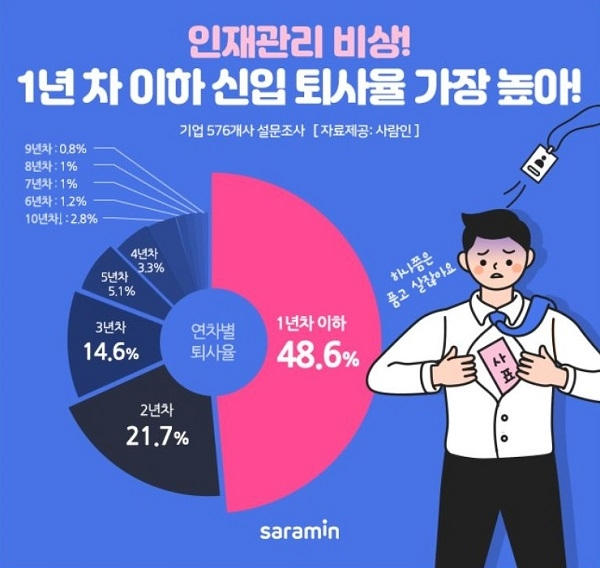 인재관리 비상!
1년 차 이하 신입 퇴사율 가장 높아!
기업 576개사 설문조사 [ 자료제공: 사람인 ]
9년차 : 0.8%
8년차 : 1%
7년차 : 1%
6년차 : 1.2%
10년차↓ : 2.8%
4년차
3.3%
5년차
5.1%
3년차
14.6%
2년차
21.7%
연차별
퇴사율
1년차 이하
48.6%
하나쯤은
품고 살잖아요
사
표
saramin